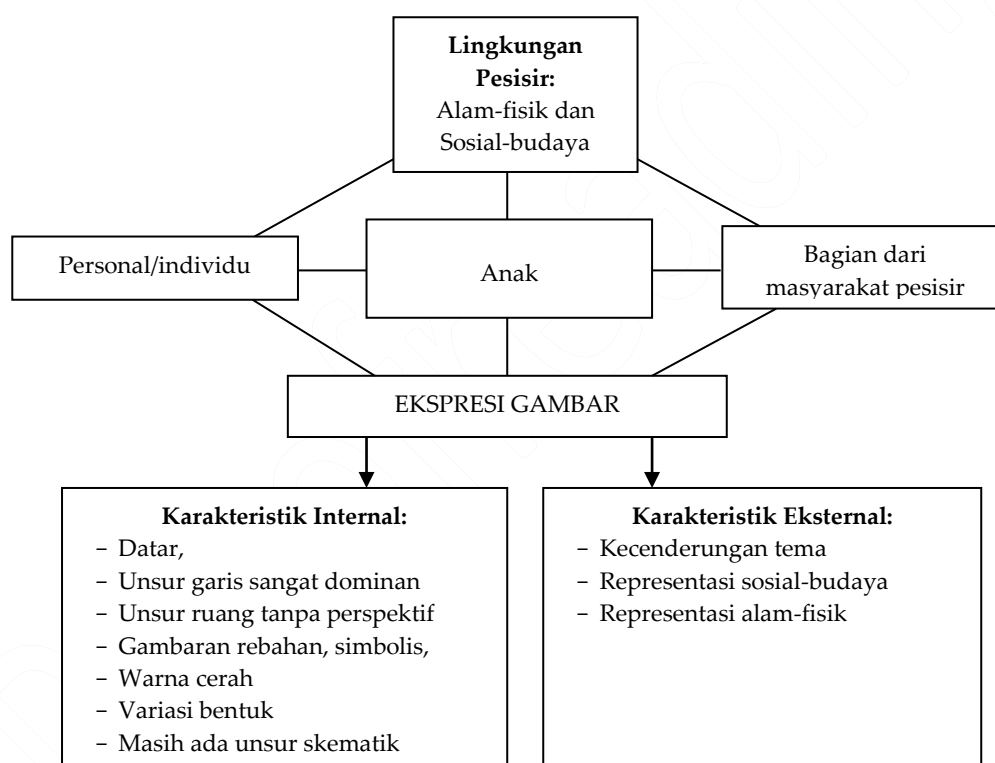 Lingkungan
Pesisir:
Alam-fisik dan
Sosial-budaya
Personal/individu
Anak
Bagian dari
masyarakat pesisir
EKSPRESI GAMBAR
Karakteristik Internal:
− Datar,
− Unsur garis sangat dominan
− Unsur ruang tanpa perspektif
− Gambaran rebahan, simbolis,
− Warna cerah
− Variasi bentuk
− Masih ada unsur skematik
Karakteristik Eksternal:
− Kecenderungan tema
− Representasi sosial-budaya
− Representasi alam-fisik